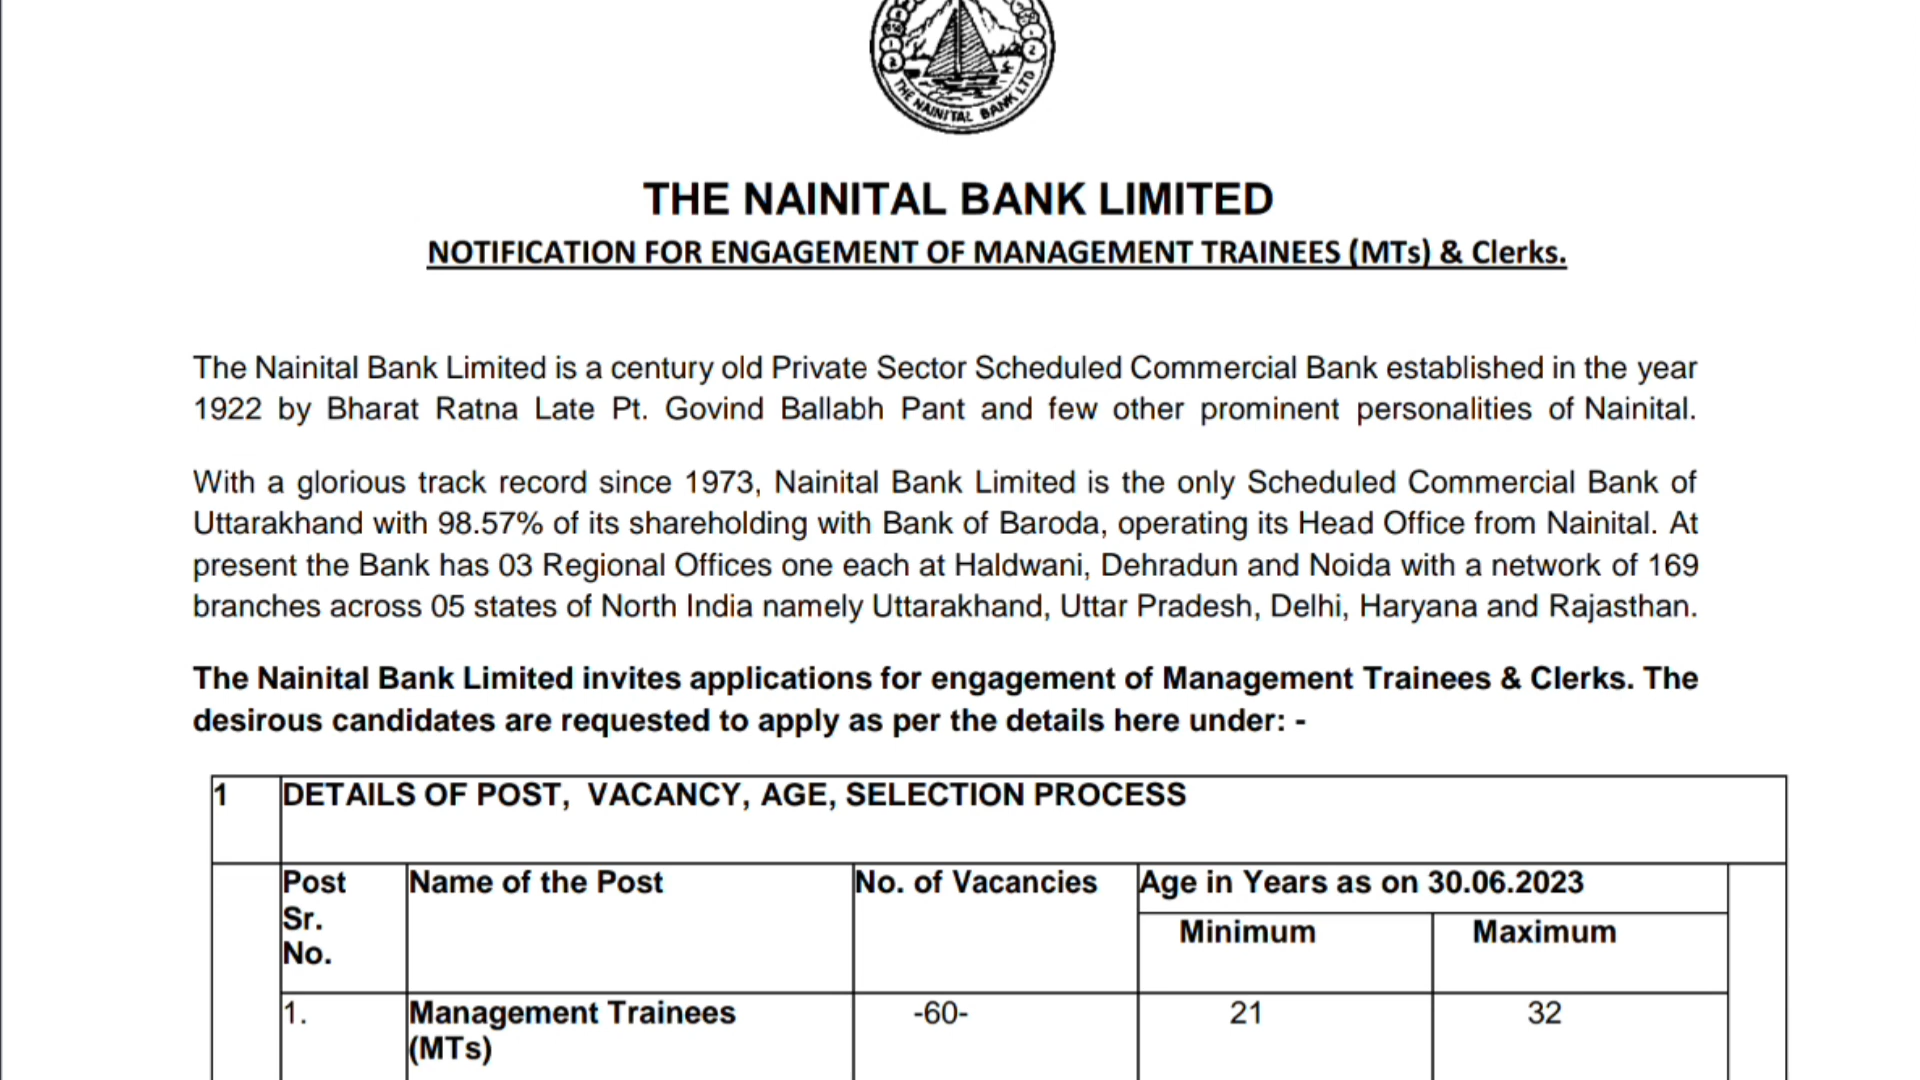 THE NAINITAL BANK LTD
THE NAINITAL BANK LIMITED
NOTIFICATION FOR ENGAGEMENT OF MANAGEMENT TRAINEES (MTs) & Clerks.
The Nainital Bank Limited is a century old Private Sector Scheduled Commercial Bank established in the year
1922 by Bharat Ratna Late Pt. Govind Ballabh Pant and few other prominent personalities of Nainital.
With a glorious track record since 1973, Nainital Bank Limited is the only Scheduled Commercial Bank of
Uttarakhand with 98.57% of its shareholding with Bank of Baroda, operating its Head Office from Nainital. At
present the Bank has 03 Regional Offices one each at Haldwani, Dehradun and Noida with a network of 169
branches across 05 states of North India namely Uttarakhand, Uttar Pradesh, Delhi, Haryana and Rajasthan.
The Nainital Bank Limited invites applications for engagement of Management Trainees & Clerks. The
desirous candidates are requested to apply as per the details here under: -
1 DETAILS OF POST, VACANCY, AGE, SELECTION PROCESS
Post Name of the Post No. of Vacancies Age in Years as on 30.06.2023
Sr.
Minimum Maximum
No.
1. Management Trainees -60- 21 32
(MTs)